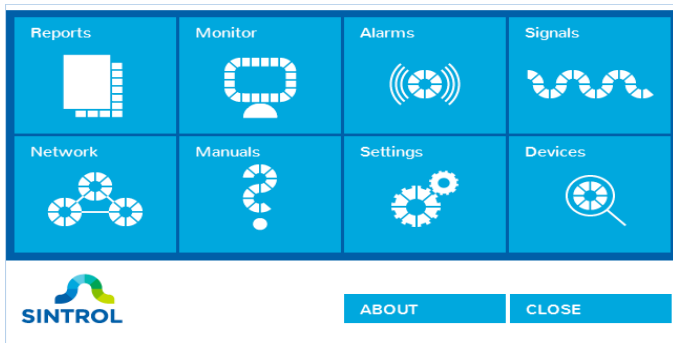 Reports Monitor Alarms Signals
Network Manuals Settings Devices
SINTROL ABOUT CLOSE